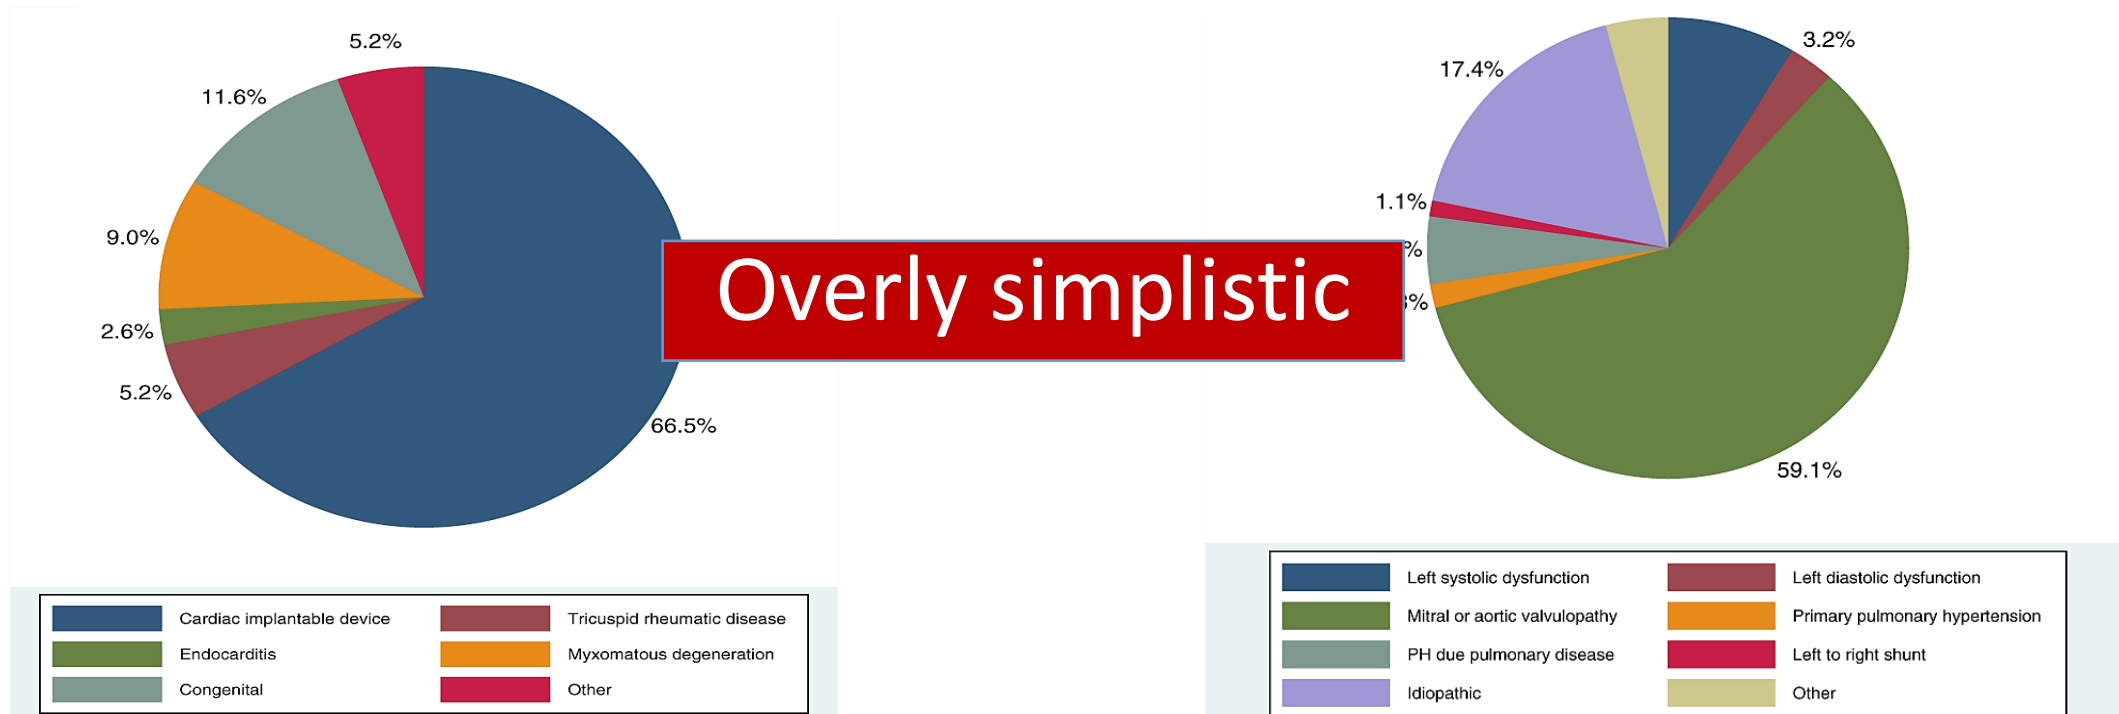 5.2%
11.6%
9.0%
2.6%
5.2%
66.5%
Cardiac implantable device
Tricuspid rheumatic disease
Endocarditis
Myxomatous degeneration
Congenital
Other
Overly simplistic
3.2%
17.4%
1.1%
%
%
59.1%
Left systolic dysfunction
Left diastolic dysfunction
Mitral or aortic valvulopathy
Primary pulmonary hypertension
PH due pulmonary disease
Left to right shunt
Idiopathic
Other